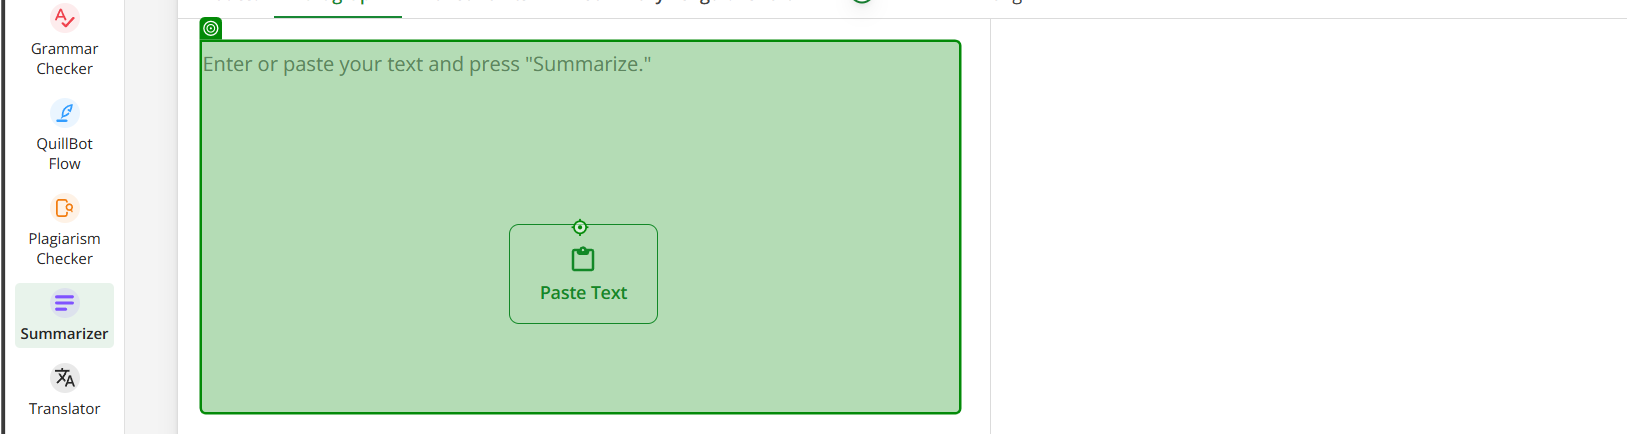 Grammar
Checker
QuillBot
Flow
Plagiarism
Checker
Summarizer
Translator
Enter or paste your text and press "Summarize."
Paste Text